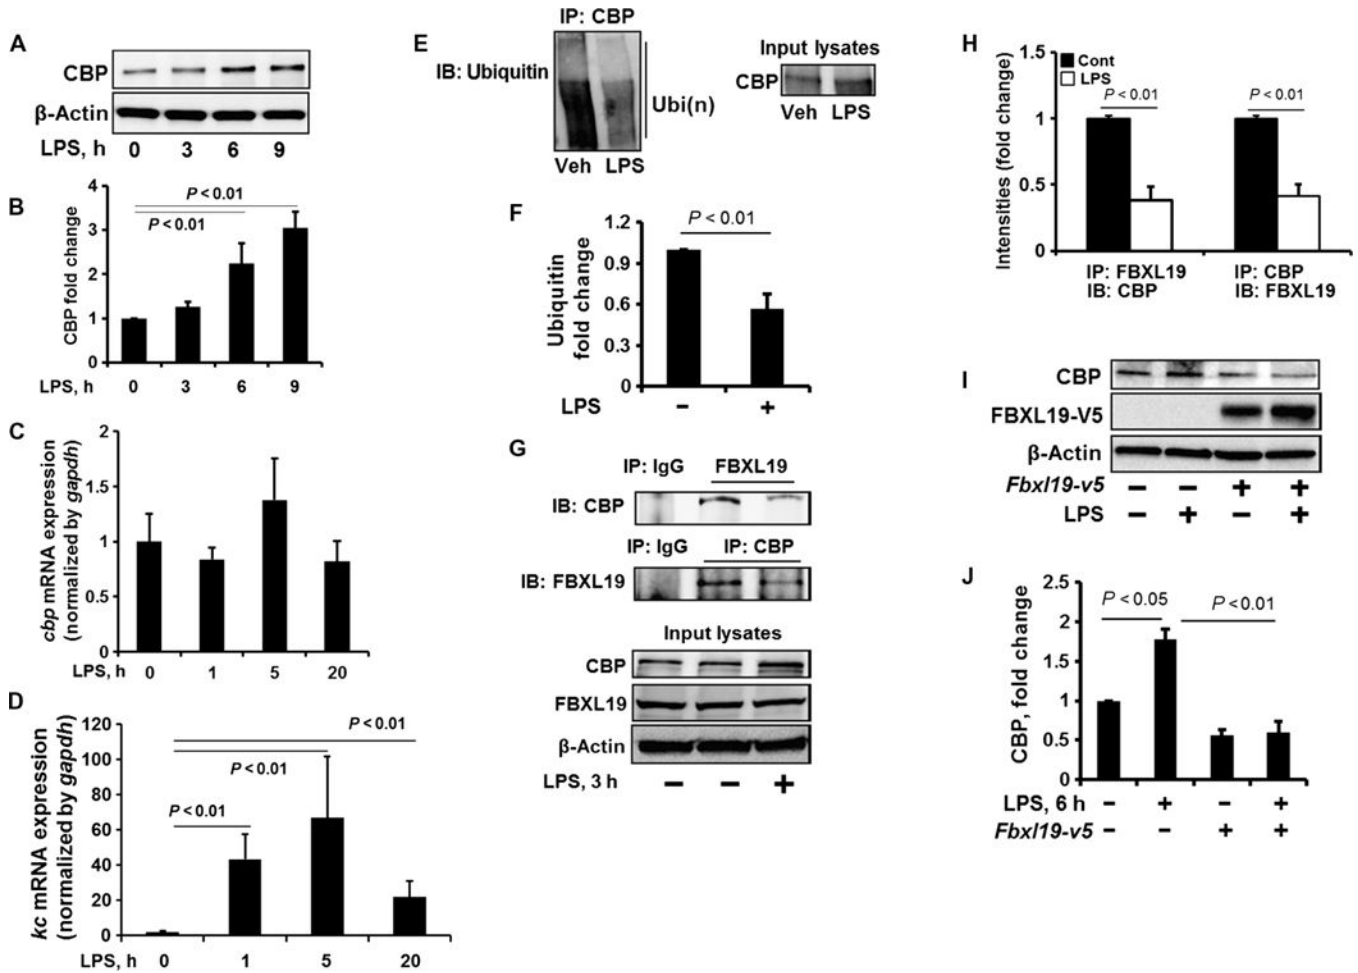 A
CBP
β-Actin
LPS, h 0 3 6 9
B
CBP fold change
4
3
2
1
0
P < 0.01
P < 0.01
LPS, h 0 3 6 9
C
cbp mRNA expression
(normalized by gapdh)
2
1.5
1
0.5
0
LPS, h 0 1 5 20
D
kc mRNA expression
(normalized by gapdh)
120
100
80
60
40
20
0
P < 0.01
P < 0.01
P < 0.01
LPS, h 0 1 5 20
E
IP: CBP
IB: Ubiquitin
Ubi(n)
Veh LPS
Input lysates
CBP
Veh LPS
F
Ubiquitin
fold change
1.2
0.9
0.6
0.3
0
P < 0.01
LPS − +
G
IP: IgG FBXL19
IB: CBP
IP: IgG IP: CBP
IB: FBXL19
Input lysates
CBP
FBXL19
β-Actin
LPS, 3 h − − +
H
Intensities (fold change)
1.5
1
0.5
0
Cont
LPS
P < 0.01
P < 0.01
IP: FBXL19 IP: CBP
IB: CBP IB: FBXL19
I
CBP
FBXL19-V5
β-Actin
Fbxl19-v5 − − + +
LPS − + − +
J
CBP, fold change
2.5
2
1.5
1
0.5
0
P < 0.05
P < 0.01
LPS, 6 h − + − +
Fbxl19-v5 − − + +